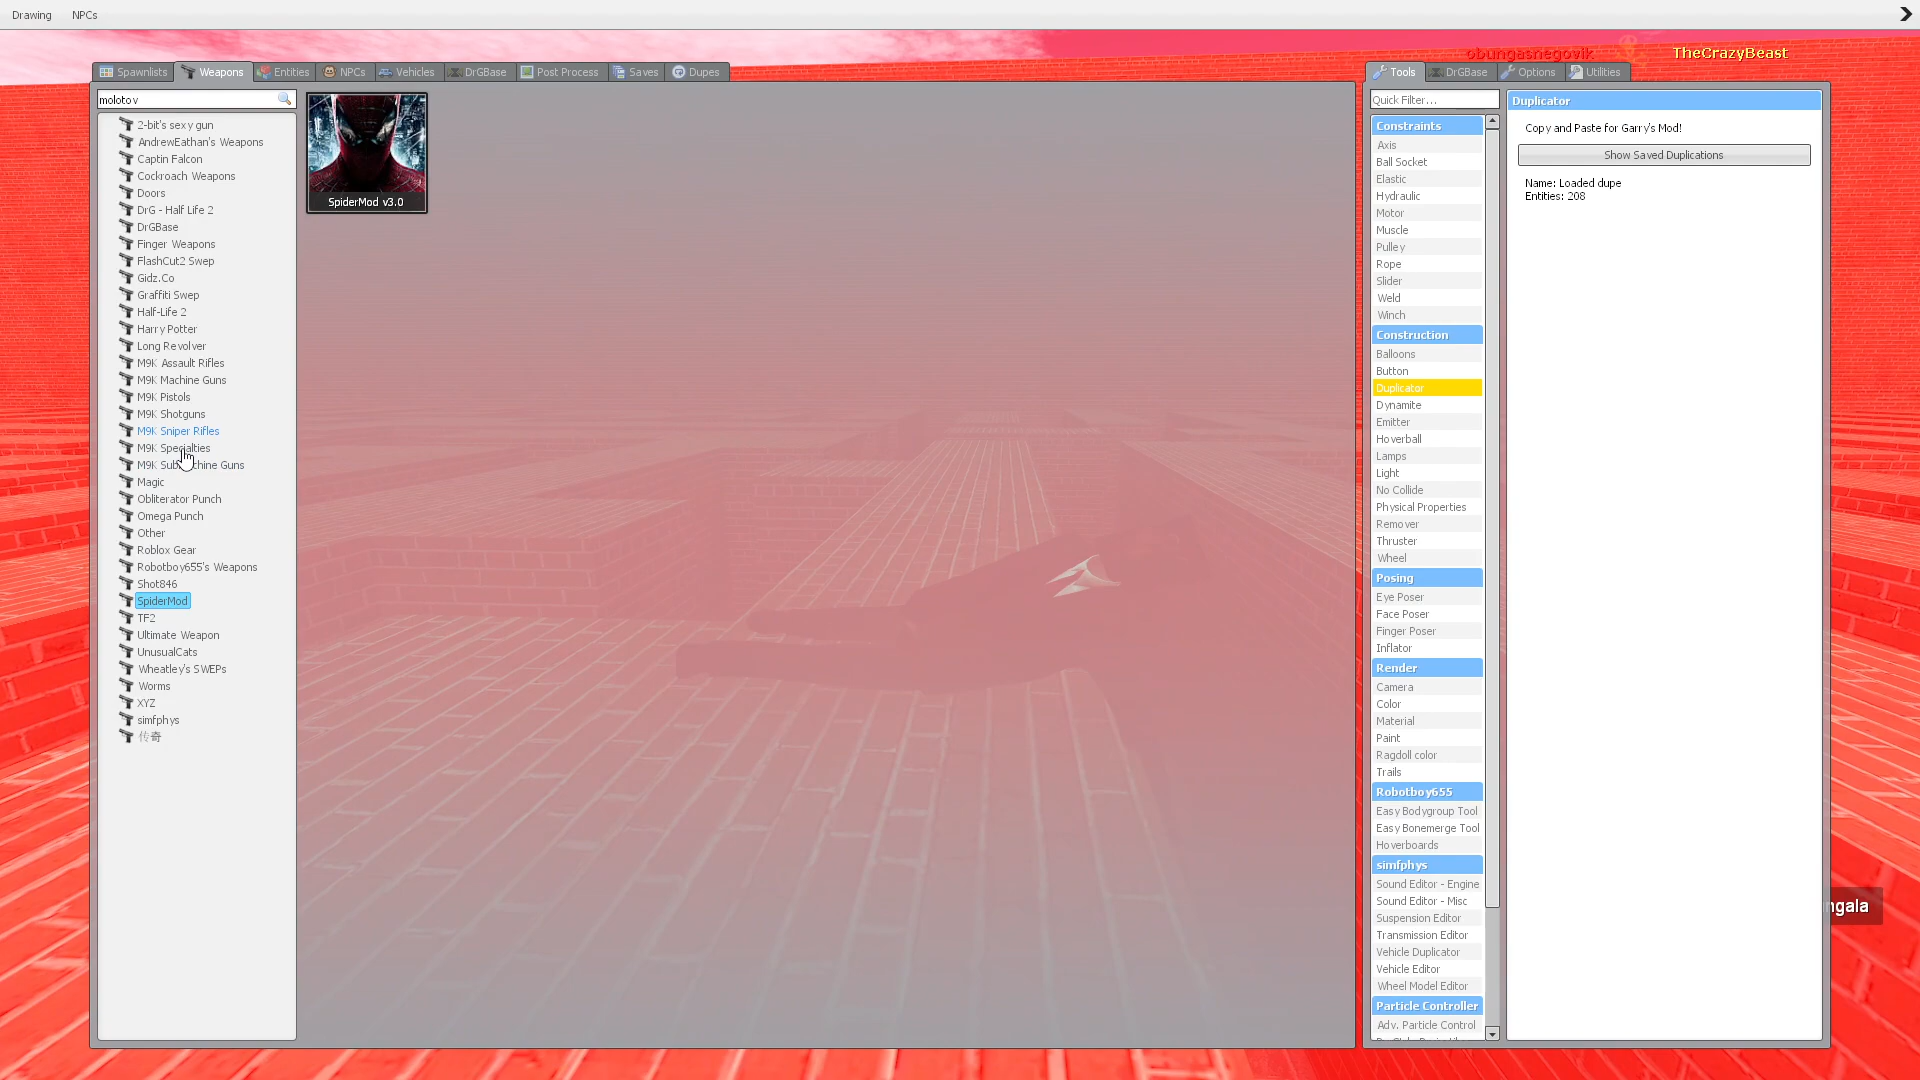 Drawing NPCs
obungasnegovik TheCrazyBeast
Spawnlists Weapons Entities NPCs Vehicles DrGBase Post Process Saves Dupes
molotov
2-bit's sexy gun
AndrewEathan's Weapons
Captin Falcon
Cockroach Weapons
Doors
DrG - Half Life 2
DrGBase
Finger Weapons
FlashCut2 Swep
Gidz.Co
Graffiti Swep
Half-Life 2
Harry Potter
Long Revolver
M9K Assault Rifles
M9K Machine Guns
M9K Pistols
M9K Shotguns
M9K Sniper Rifles
M9K Specialties
M9K Submachine Guns
Magic
Obliterator Punch
Omega Punch
Other
Roblox Gear
Robotboy655's Weapons
Shot846
SpiderMod
TF2
Ultimate Weapon
UnusualCats
Wheatley's SWEPs
Worms
XYZ
simfphys
传奇
SpiderMod v3.0
Tools DrGBase Options Utilities
Quick Filter...
Constraints
Axis
Ball Socket
Elastic
Hydraulic
Motor
Muscle
Pulley
Rope
Slider
Weld
Winch
Construction
Balloons
Button
Duplicator
Dynamite
Emitter
Hoverball
Lamps
Light
No Collide
Physical Properties
Remover
Thruster
Wheel
Posing
Eye Poser
Face Poser
Finger Poser
Inflator
Render
Camera
Color
Material
Paint
Ragdoll color
Trails
Robotboy655
Easy Bodygroup Tool
Easy Bonemerge Tool
Hoverboards
simfphys
Sound Editor - Engine
Sound Editor - Misc
Suspension Editor
Transmission Editor
Vehicle Duplicator
Vehicle Editor
Wheel Model Editor
Particle Controller
Adv. Particle Control
Duplicator
Copy and Paste for Garry's Mod!
Show Saved Duplications
Name: Loaded dupe
Entities: 208
ngala